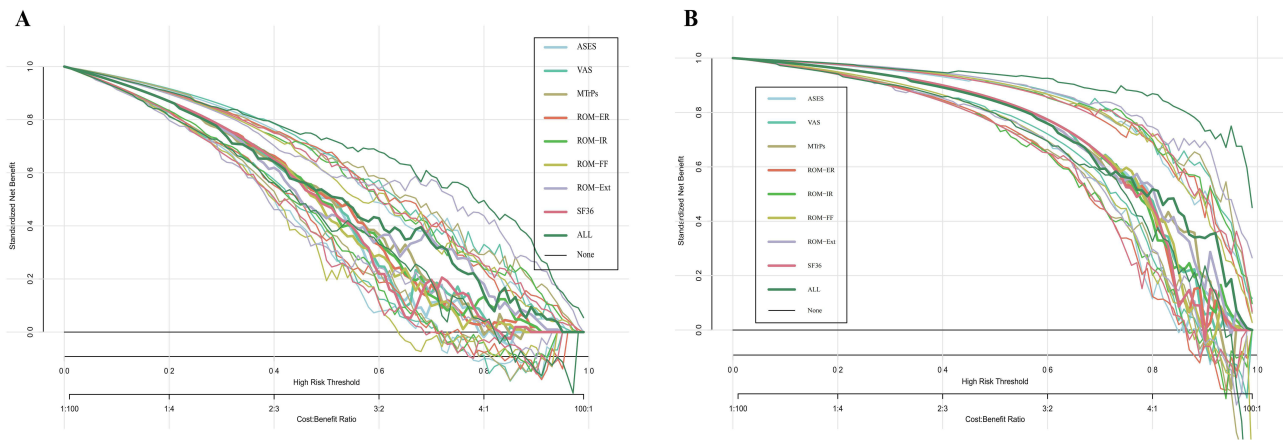 A
ASES
VAS
MTrPs
ROM−ER
ROM−IR
ROM−FF
ROM−Ext
SF36
ALL
None
Standardized Net Benefit
1.0
0.8
0.6
0.4
0.2
0.0
0.0 0.2 0.4 0.6 0.8 1.0
High Risk Threshold
1:100 1:4 2:3 3:2 4:1 100:1
Cost:Benefit Ratio
B
ASES
VAS
MTrPs
ROM−ER
ROM−IR
ROM−FF
ROM−Ext
SF36
ALL
None
Standardized Net Benefit
1.0
0.8
0.6
0.4
0.2
0.0
0.0 0.2 0.4 0.6 0.8 1.0
High Risk Threshold
1:100 1:4 2:3 3:2 4:1 100:1
Cost:Benefit Ratio